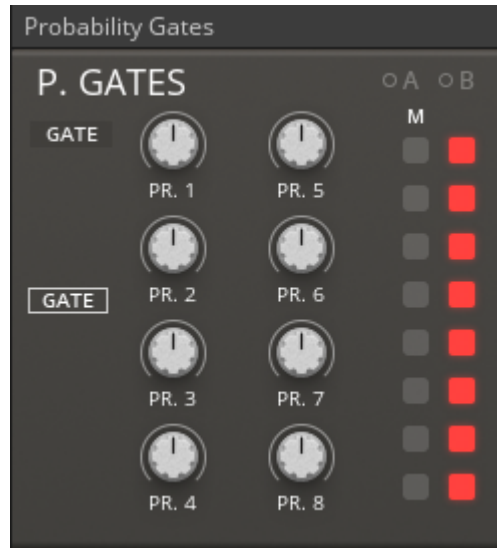 Probability Gates
P. GATES
A B
M
GATE
PR. 1 PR. 5
GATE
PR. 2 PR. 6
PR. 3 PR. 7
PR. 4 PR. 8